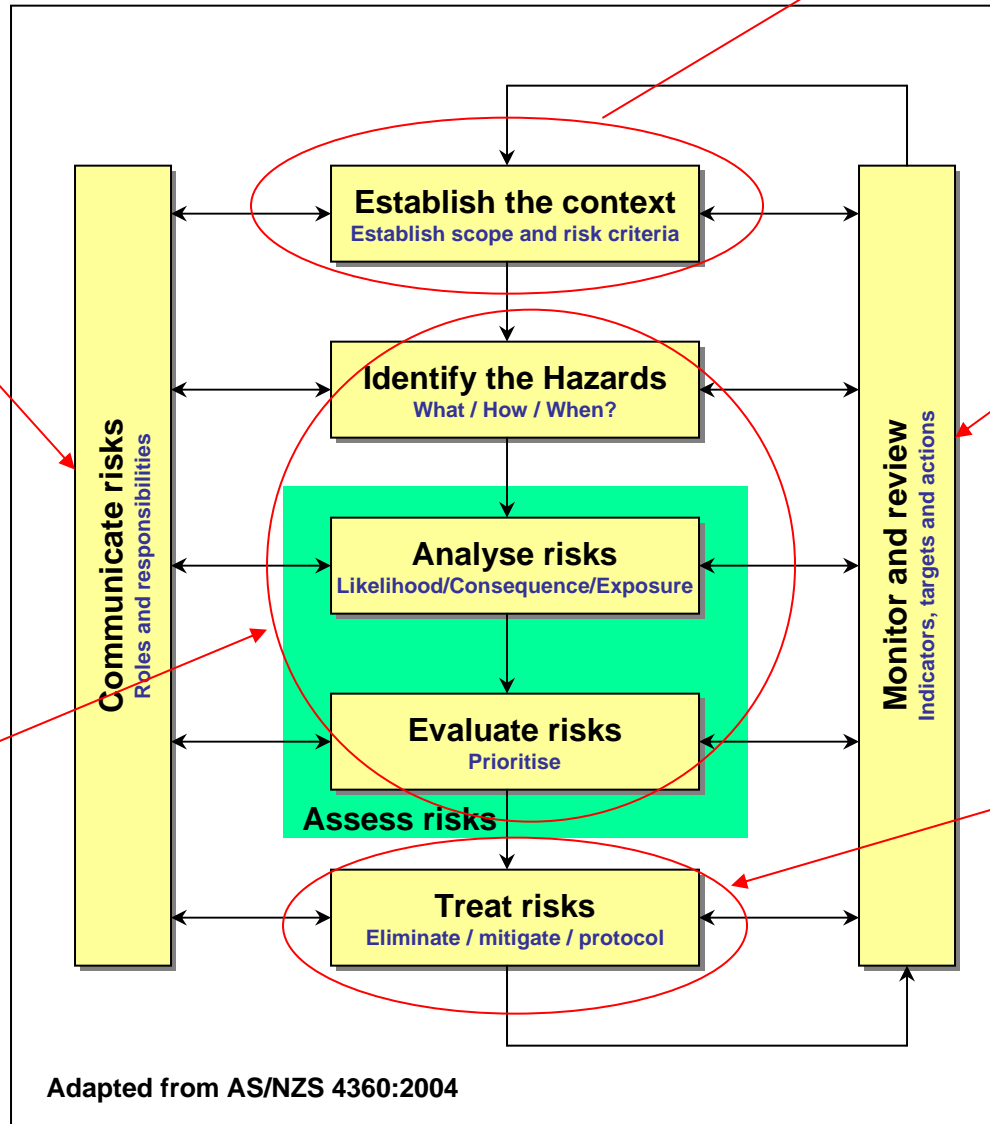 Establish the context
Establish scope and risk criteria
Identify the Hazards
What / How / When?
Communicate risks
Roles and responsibilities
Monitor and review
Indicators, targets and actions
Analyse risks
Likelihood/Consequence/Exposure
Evaluate risks
Prioritise
Assess risks
Treat risks
Eliminate / mitigate / protocol
Adapted from AS/NZS 4360:2004